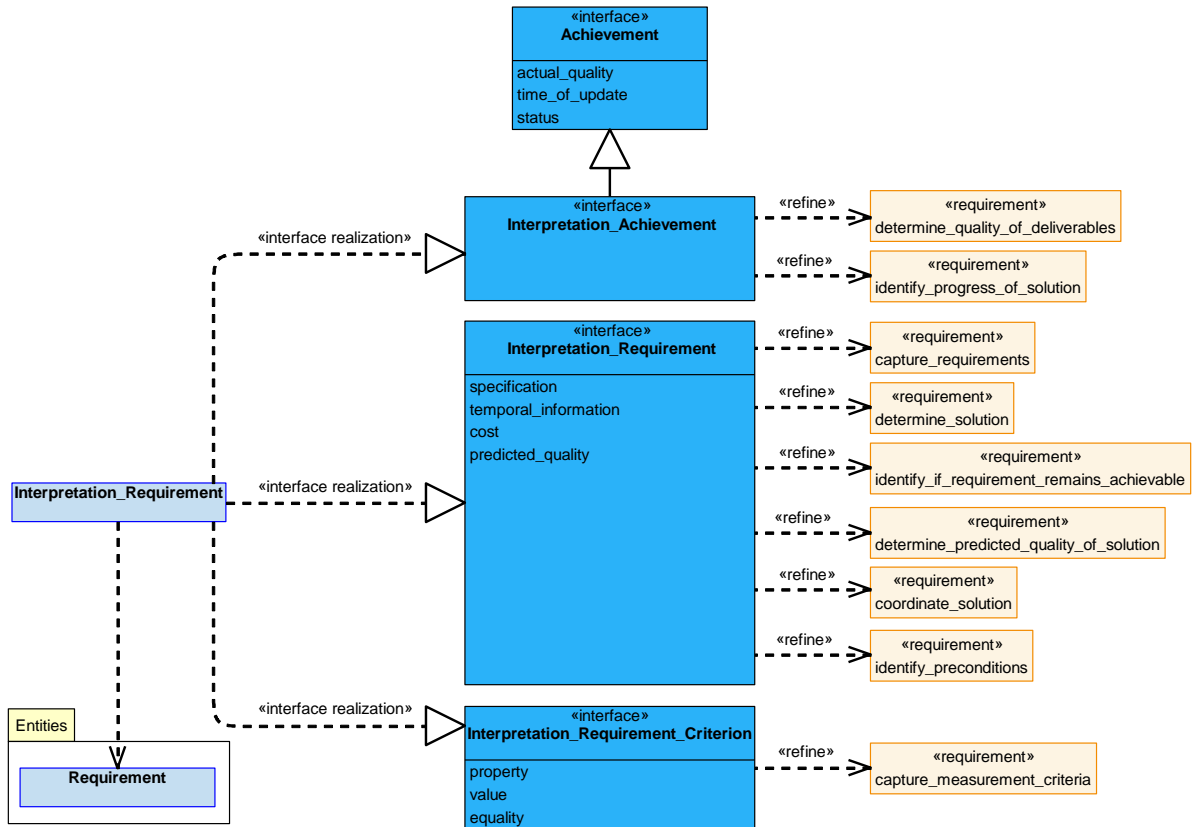 «interface»
Achievement
actual_quality
time_of_update
status
«interface»
Interpretation_Achievement
«refine»
«requirement»
determine_quality_of_deliverables
«interface realization»
«refine»
«requirement»
identify_progress_of_solution
«interface»
Interpretation_Requirement
specification
temporal_information
cost
predicted_quality
«refine»
«requirement»
capture_requirements
«refine»
«requirement»
determine_solution
«refine»
«requirement»
identify_if_requirement_remains_achievable
Interpretation_Requirement
«interface realization»
«refine»
«requirement»
determine_predicted_quality_of_solution
«refine»
«requirement»
coordinate_solution
«refine»
«requirement»
identify_preconditions
«interface realization»
«interface»
Interpretation_Requirement_Criterion
property
value
equality
«refine»
«requirement»
capture_measurement_criteria
Entities
Requirement